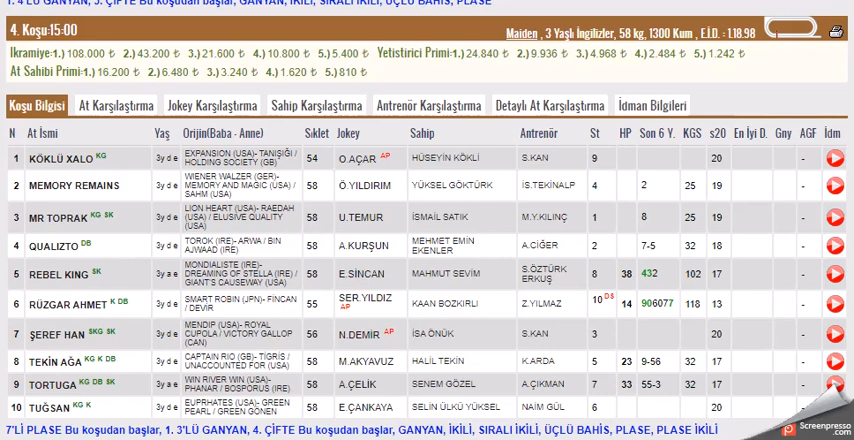 1. 4'LÜ GANYAN, 5. ÇİFTE Bu koşudan başlar, GANYAN, İKİLİ, SIRALI İKİLİ, ÜÇLÜ BAHİS, PLASE
4. Koşu:15:00 Maiden , 3 Yaşlı İngilizler, 58 kg, 1300 Kum , E.İ.D. : 1.18.98
Ikramiye:1.) 108.000 ₺ 2.) 43.200 ₺ 3.) 21.600 ₺ 4.) 10.800 ₺ 5.) 5.400 ₺ Yetistirici Primi:1.) 24.840 ₺ 2.) 9.936 ₺ 3.) 4.968 ₺ 4.) 2.484 ₺ 5.) 1.242 ₺
At Sahibi Primi:1.) 16.200 ₺ 2.) 6.480 ₺ 3.) 3.240 ₺ 4.) 1.620 ₺ 5.) 810 ₺
Koşu Bilgisi At Karşılaştırma Jokey Karşılaştırma Sahip Karşılaştırma Antrenör Karşılaştırma Detaylı At Karşılaştırma İdman Bilgileri
N At İsmi Yaş Orijin(Baba - Anne) Sıklet Jokey Sahip Antrenör St HP Son 6 Y. KGS s20 En İyi D. Gny AGF İdm
1 KÖKLÜ XALO KG 3y d e EXPANSION (USA)- TANIŞIĞI / HOLDING SOCIETY (GB) 54 O.AÇAR AP HÜSEYİN KÖKLİ S.KAN 9 20 -
2 MEMORY REMAINS 3y d e WIENER WALZER (GER)- MEMORY AND MAGIC (USA) / SAHM (USA) 58 Ö.YILDIRIM YÜKSEL GÖKTÜRK İS.TEKİNALP 4 2 25 19 -
3 MR TOPRAK KG SK 3y d e LION HEART (USA)- RAEDAH (USA) / ELUSIVE QUALITY (USA) 58 U.TEMUR İSMAİL SATIK M.Y.KILINÇ 1 8 25 19 -
4 QUALIZTO DB 3y d e TOROK (IRE)- ARWA / BIN AJWAAD (IRE) 58 A.KURŞUN MEHMET EMİN EKENLER A.CİĞER 2 7-5 32 18 -
5 REBEL KING SK 3y a e MONDIALISTE (IRE)- DREAMING OF STELLA (IRE) / GIANT'S CAUSEWAY (USA) 58 E.SİNCAN MAHMUT SEVİM S.ÖZTÜRK ERKUŞ 8 38 432 102 17 -
6 RÜZGAR AHMET K DB 3y d e SMART ROBIN (JPN)- FİNCAN / DEVİR 55 SER.YILDIZ AP KAAN BOZKIRLI Z.YILMAZ 10 DS 14 906077 118 13 -
7 ŞEREF HAN SKG SK 3y d e MENDIP (USA)- ROYAL CUPOLA / VICTORY GALLOP (CAN) 56 N.DEMİR AP İSA ÖNÜK S.KAN 3 20 -
8 TEKİN AĞA KG K DB 3y d e CAPTAIN RIO (GB)- TİGRİS / UNACCOUNTED FOR (USA) 58 M.AKYAVUZ HALİL TEKİN K.ARDA 5 23 9-56 32 17 -
9 TORTUGA KG DB SK 3y a e WIN RIVER WIN (USA)- PHANAR / BOSPORUS (IRE) 58 A.ÇELİK SENEM GÖZEL A.ÇIKMAN 7 33 55-3 32 17 -
10 TUĞSAN KG K 3y d e EUPRHATES (USA)- GREEN PEARL / GREEN GÖNEN 58 E.ÇANKAYA SELİN ÜLKÜ YÜKSEL NAİM GÜL 6 20
7'Lİ PLASE Bu koşudan başlar, 1. 3'LÜ GANYAN, 4. ÇİFTE Bu koşudan başlar, GANYAN, İKİLİ, SIRALI İKİLİ, ÜÇLÜ BAHİS, PLASE, PLASE İKİLİ
Screenpresso